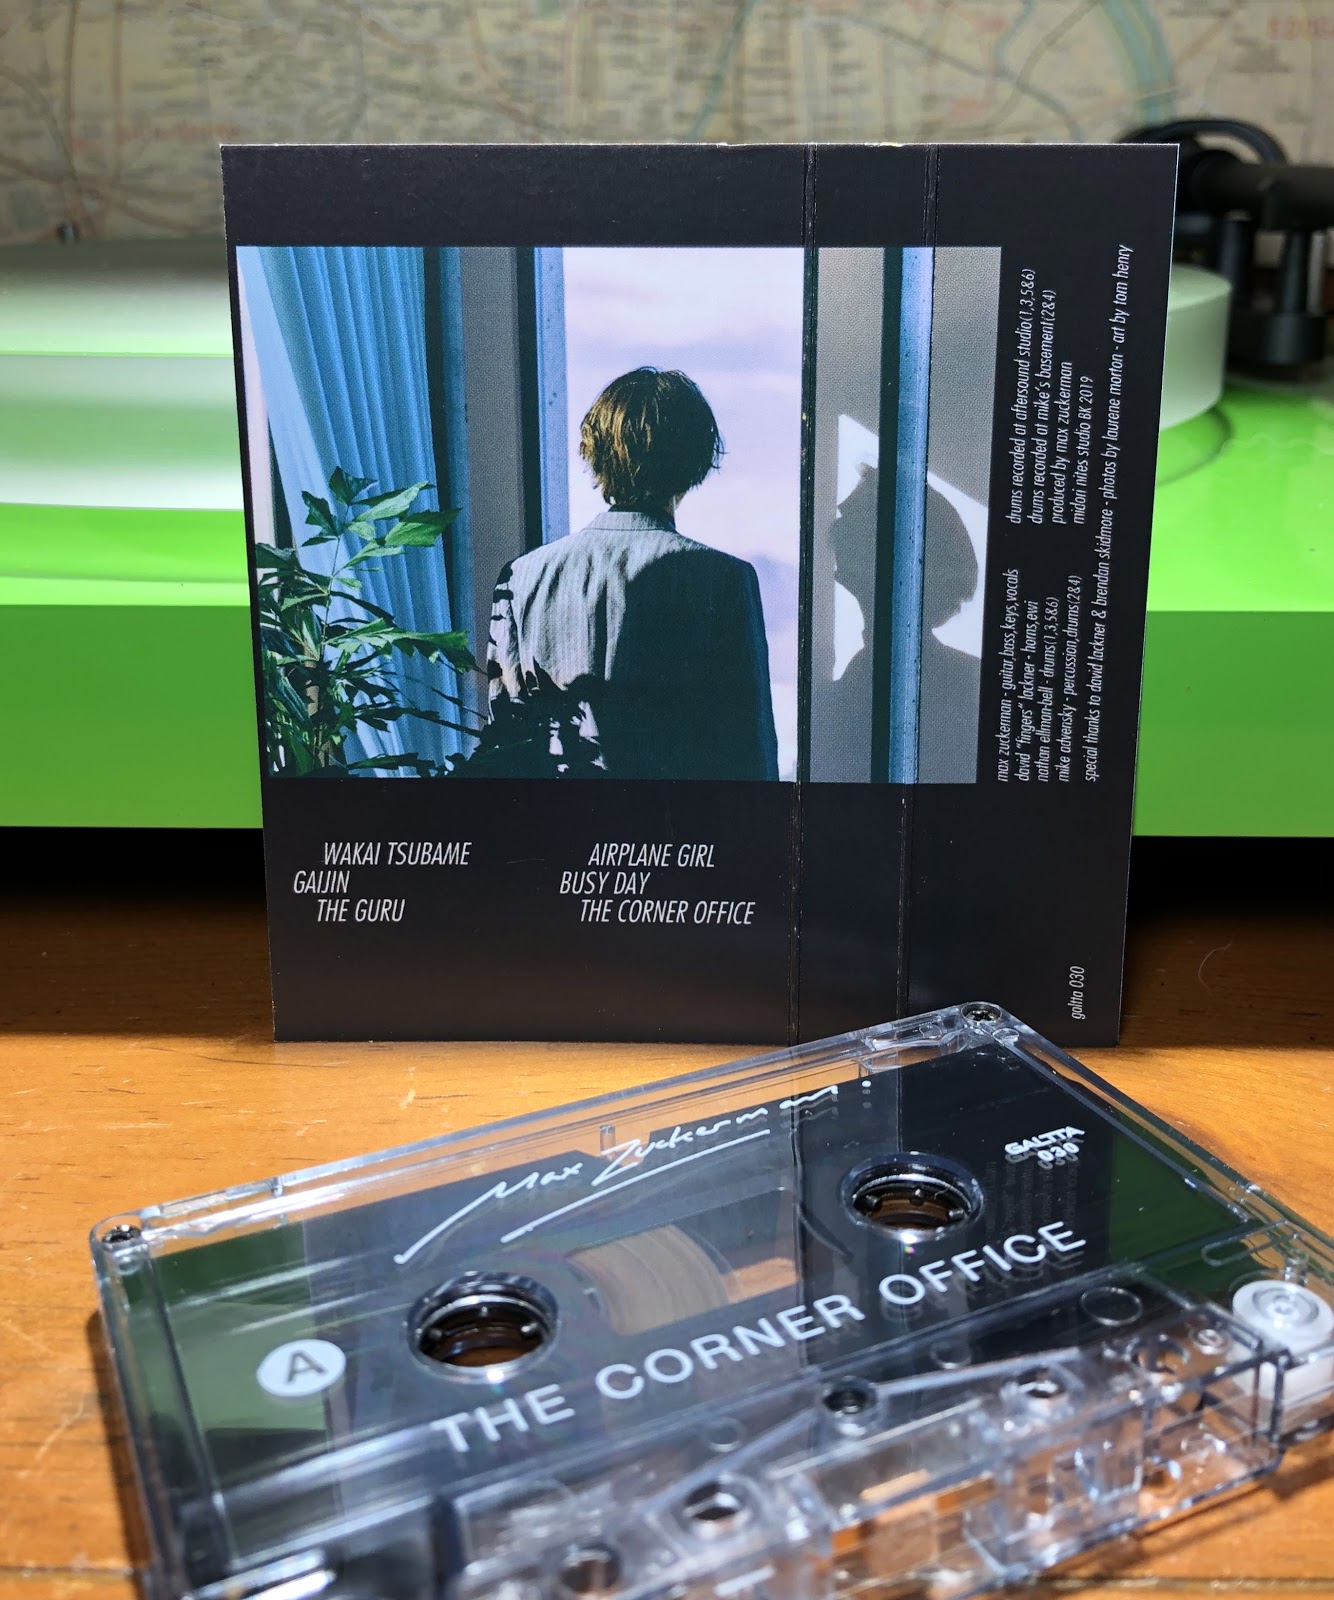 WAKAI TSUBAME
GAIJIN
THE GURU
AIRPLANE GIRL
BUSY DAY
THE CORNER OFFICE
max zuckerman - guitar,bass,keys,vocals
david "fingers" lackner - horns,ewi
nathan ellman-bell - drums(1,3,5&6)
mike advensky - percussion,drums(2&4)
drums recorded at aftersound studio(1,3,5&6)
drums recorded at mike's basement(2&4)
produced by max zuckerman
midori nites studio BK 2019
special thanks to david lackner & brendan skidmore - photos by laurene morton - art by tom henry
galtta 030
Max Zuckerman
GALTTA
030
A
THE CORNER OFFICE